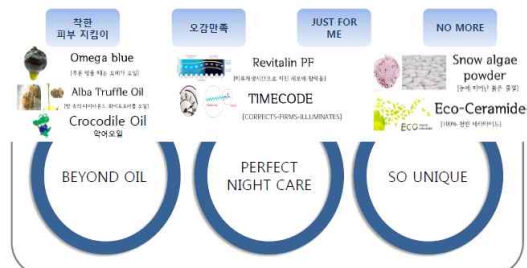 착한
피부 지킴이
오감만족
JUST FOR
ME
NO MORE
Omega blue
Alba Truffle Oil
Crocodile Oil
악어오일
Revitalin PF
TIMECODE
[CORRECTS-FIRMS-ILLUMINATES]
Snow algae
powder
Eco-Ceramide
ECO
BEYOND OIL
PERFECT
NIGHT CARE
SO UNIQUE